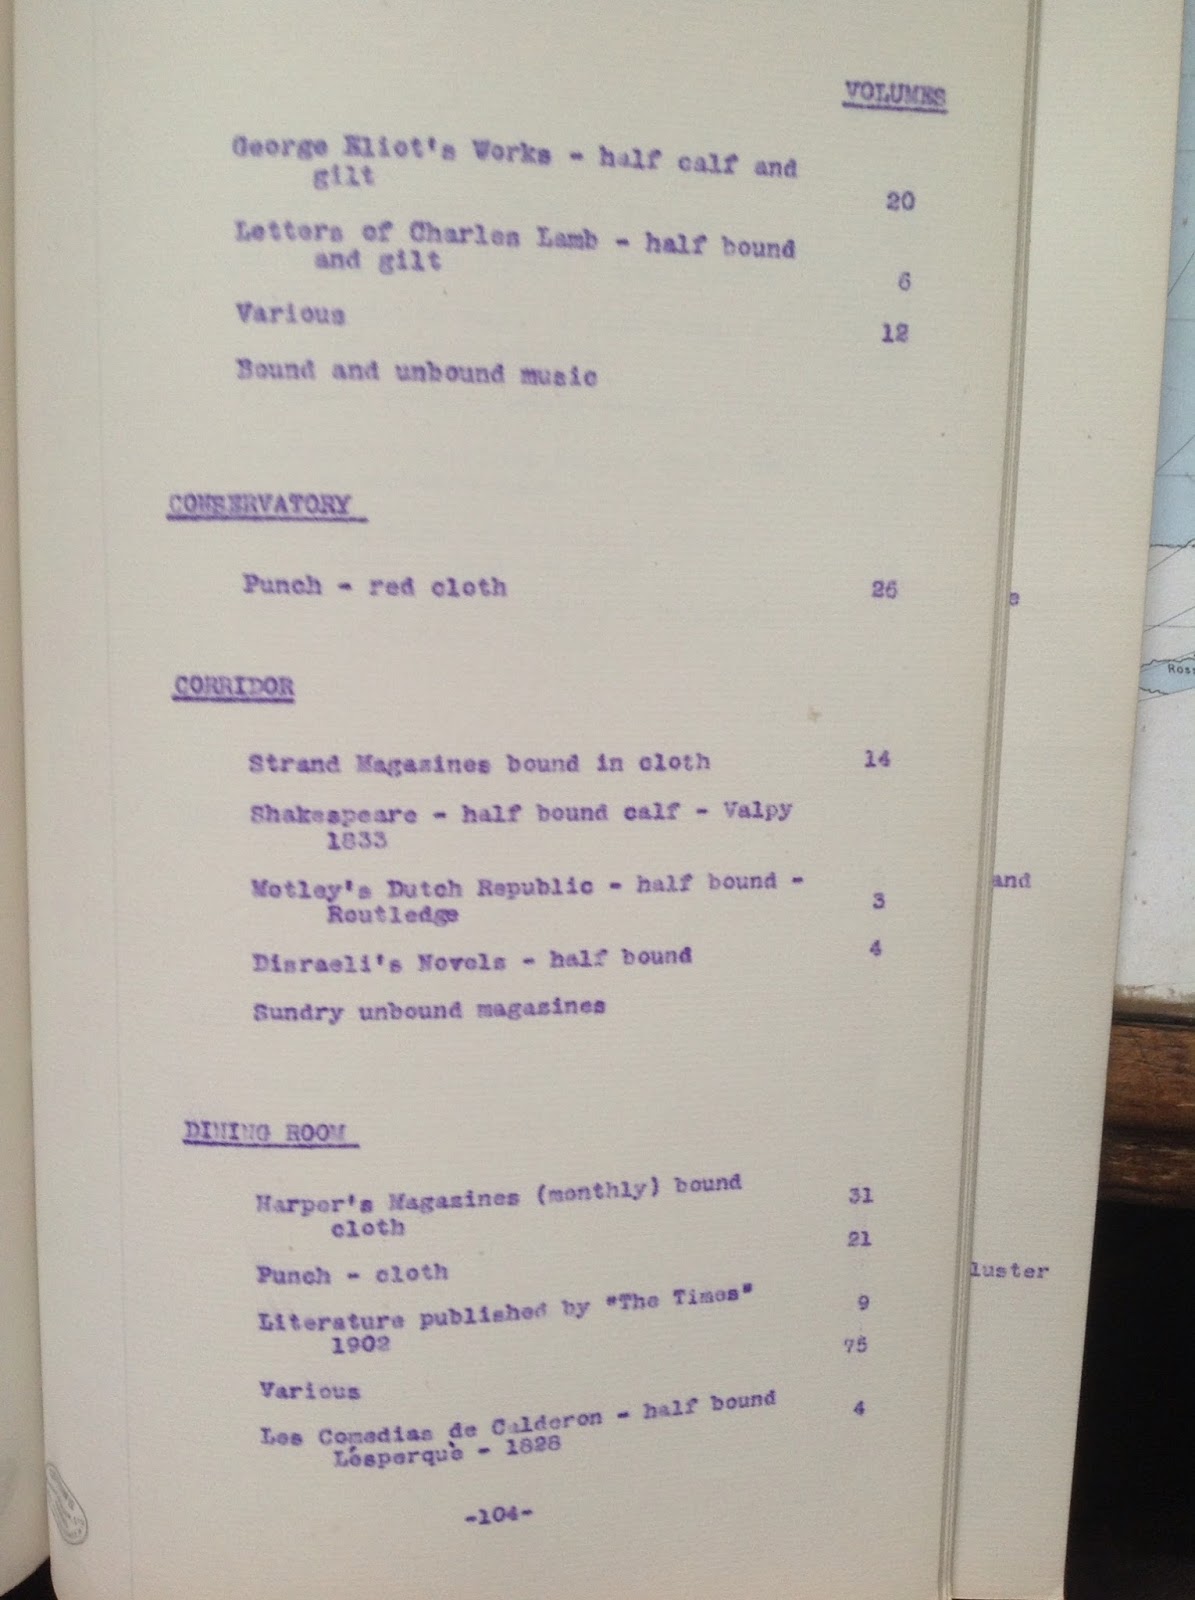 VOLUMES
George Eliot's Works - half calf and
gilt
20
Letters of Charles Lamb - half bound
and gilt
6
Various
12
Bound and unbound music
CONSERVATORY
Punch - red cloth
26
CORRIDOR
Strand Magazines bound in cloth
14
Shakespeare - half bound calf - Valpy
1833
Motley's Dutch Republic - half bound -
Routledge
3
Disraeli's Novels - half bound
4
Sundry unbound magazines
DINING ROOM
Harper's Magazines (monthly) bound
cloth
31
Punch - cloth
21
Literature published by "The Times"
1902
9
Various
75
Les Comedias de Calderon - half bound
Lésperquè - 1828
4
-104-
e
and
luster
Ross